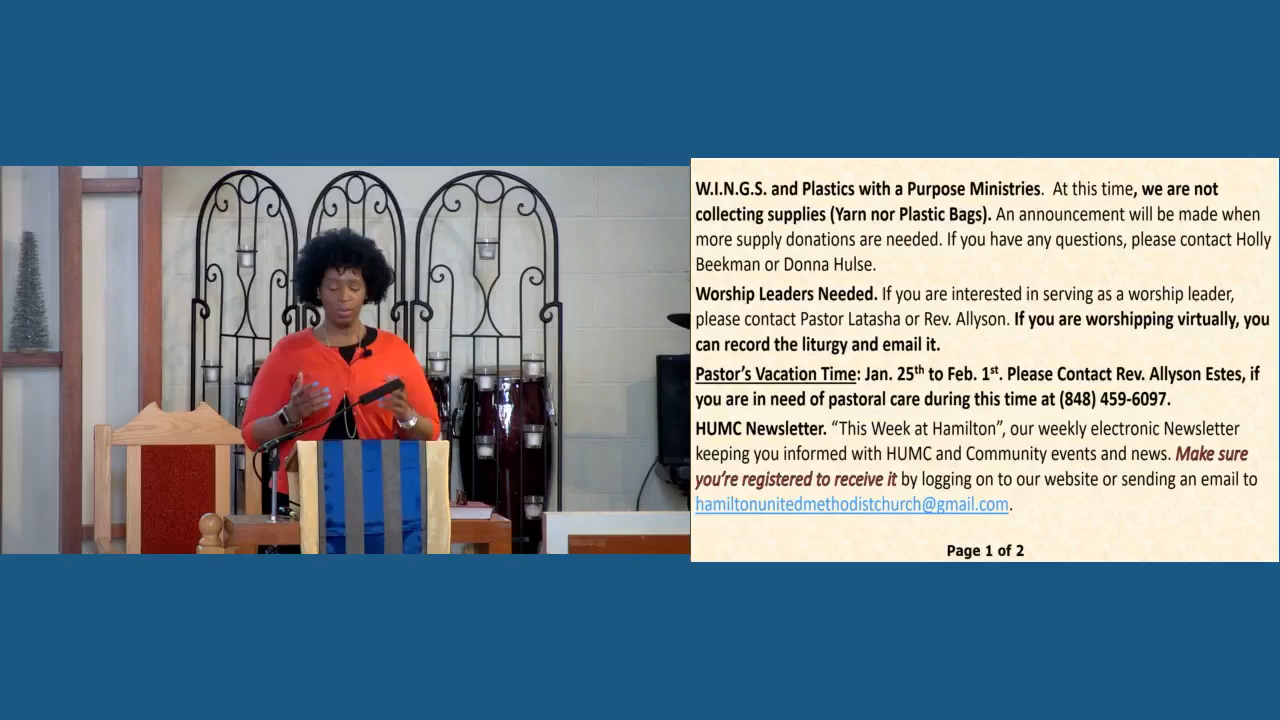 W.I.N.G.S. and Plastics with a Purpose Ministries. At this time, we are not
collecting supplies (Yarn nor Plastic Bags). An announcement will be made when
more supply donations are needed. If you have any questions, please contact Holly
Beekman or Donna Hulse.
Worship Leaders Needed. If you are interested in serving as a worship leader,
please contact Pastor Latasha or Rev. Allyson. If you are worshipping virtually, you
can record the liturgy and email it.
Pastor's Vacation Time: Jan. 25th to Feb. 1st. Please Contact Rev. Allyson Estes, if
you are in need of pastoral care during this time at (848) 459-6097.
HUMC Newsletter. “This Week at Hamilton”, our weekly electronic Newsletter
keeping you informed with HUMC and Community events and news. Make sure
you're registered to receive it by logging on to our website or sending an email to
hamiltonunitedmethodistchurch@gmail.com.
Page 1 of 2